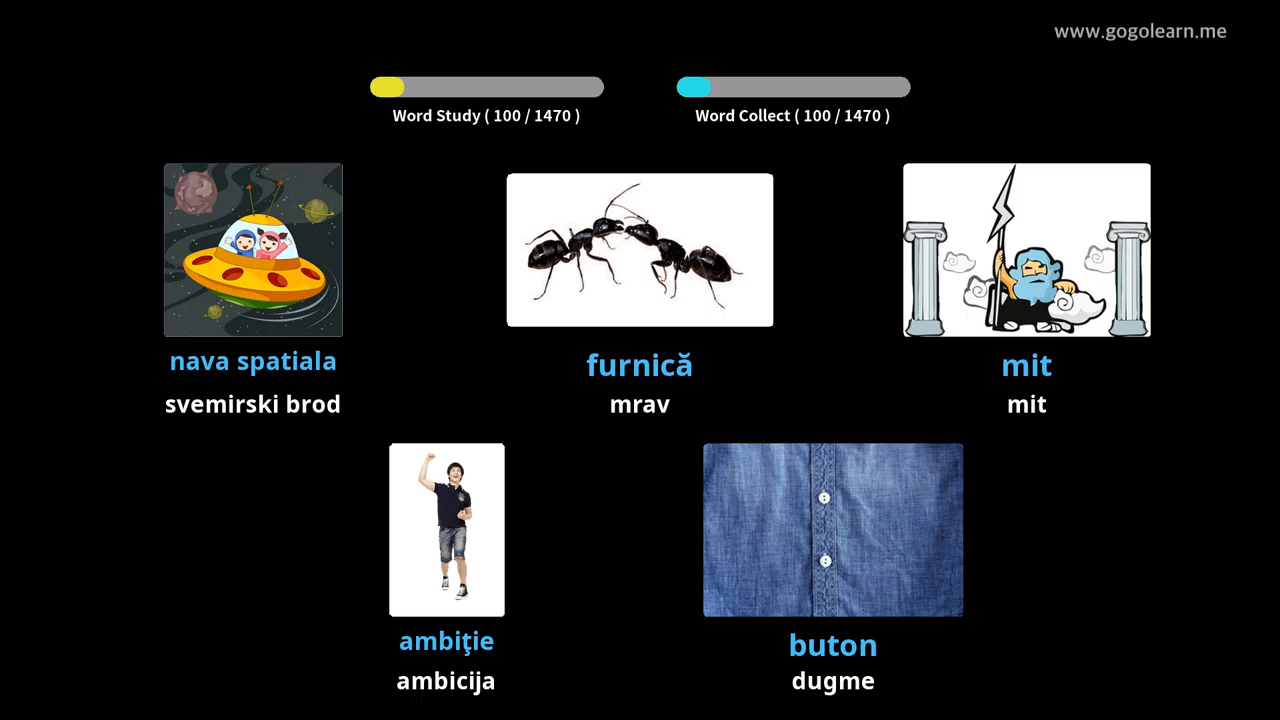 www.gogolearn.me
Word Study ( 100 / 1470 )
Word Collect ( 100 / 1470 )
nava spatiala
svemirski brod
furnică
mrav
mit
mit
ambiţie
ambicija
buton
dugme